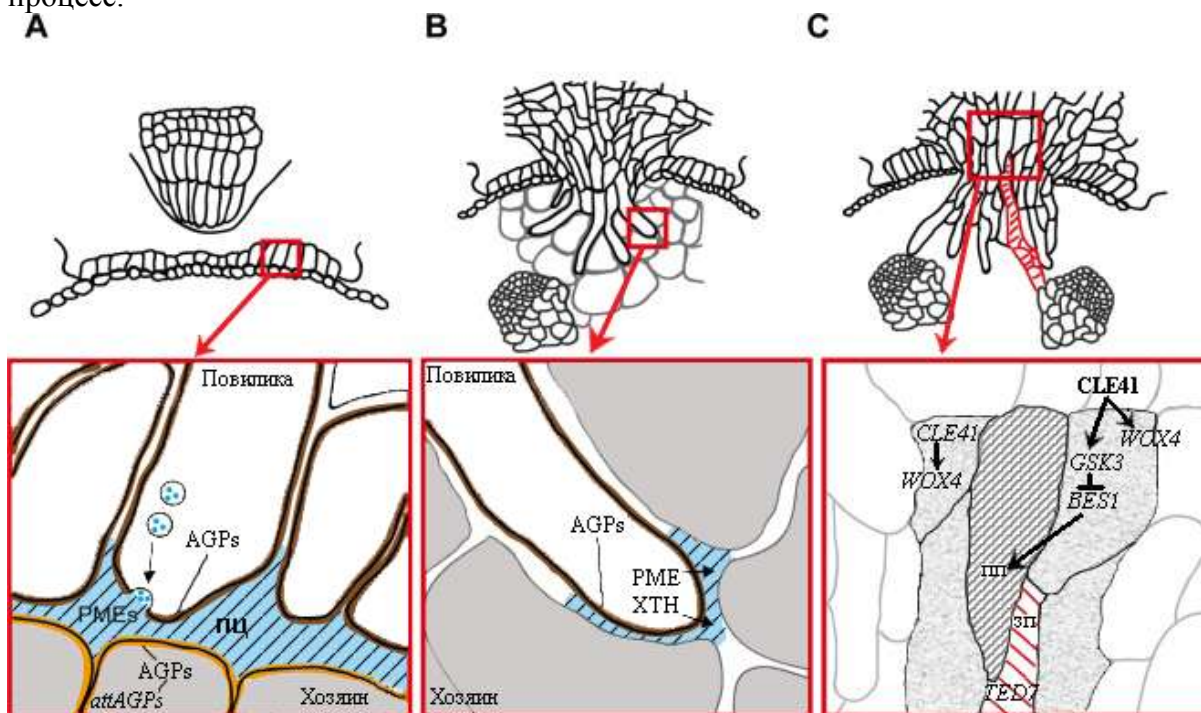 процесс.
A B C
Повилика
AGPs
PMEs
пц
AGPs
attAGPs
Хозяин
Повилика
AGPs
PME
XTH
Хозяин
CLE41
CLE41
WOX4
WOX4
GSK3
BES1
пп
зп
TED7